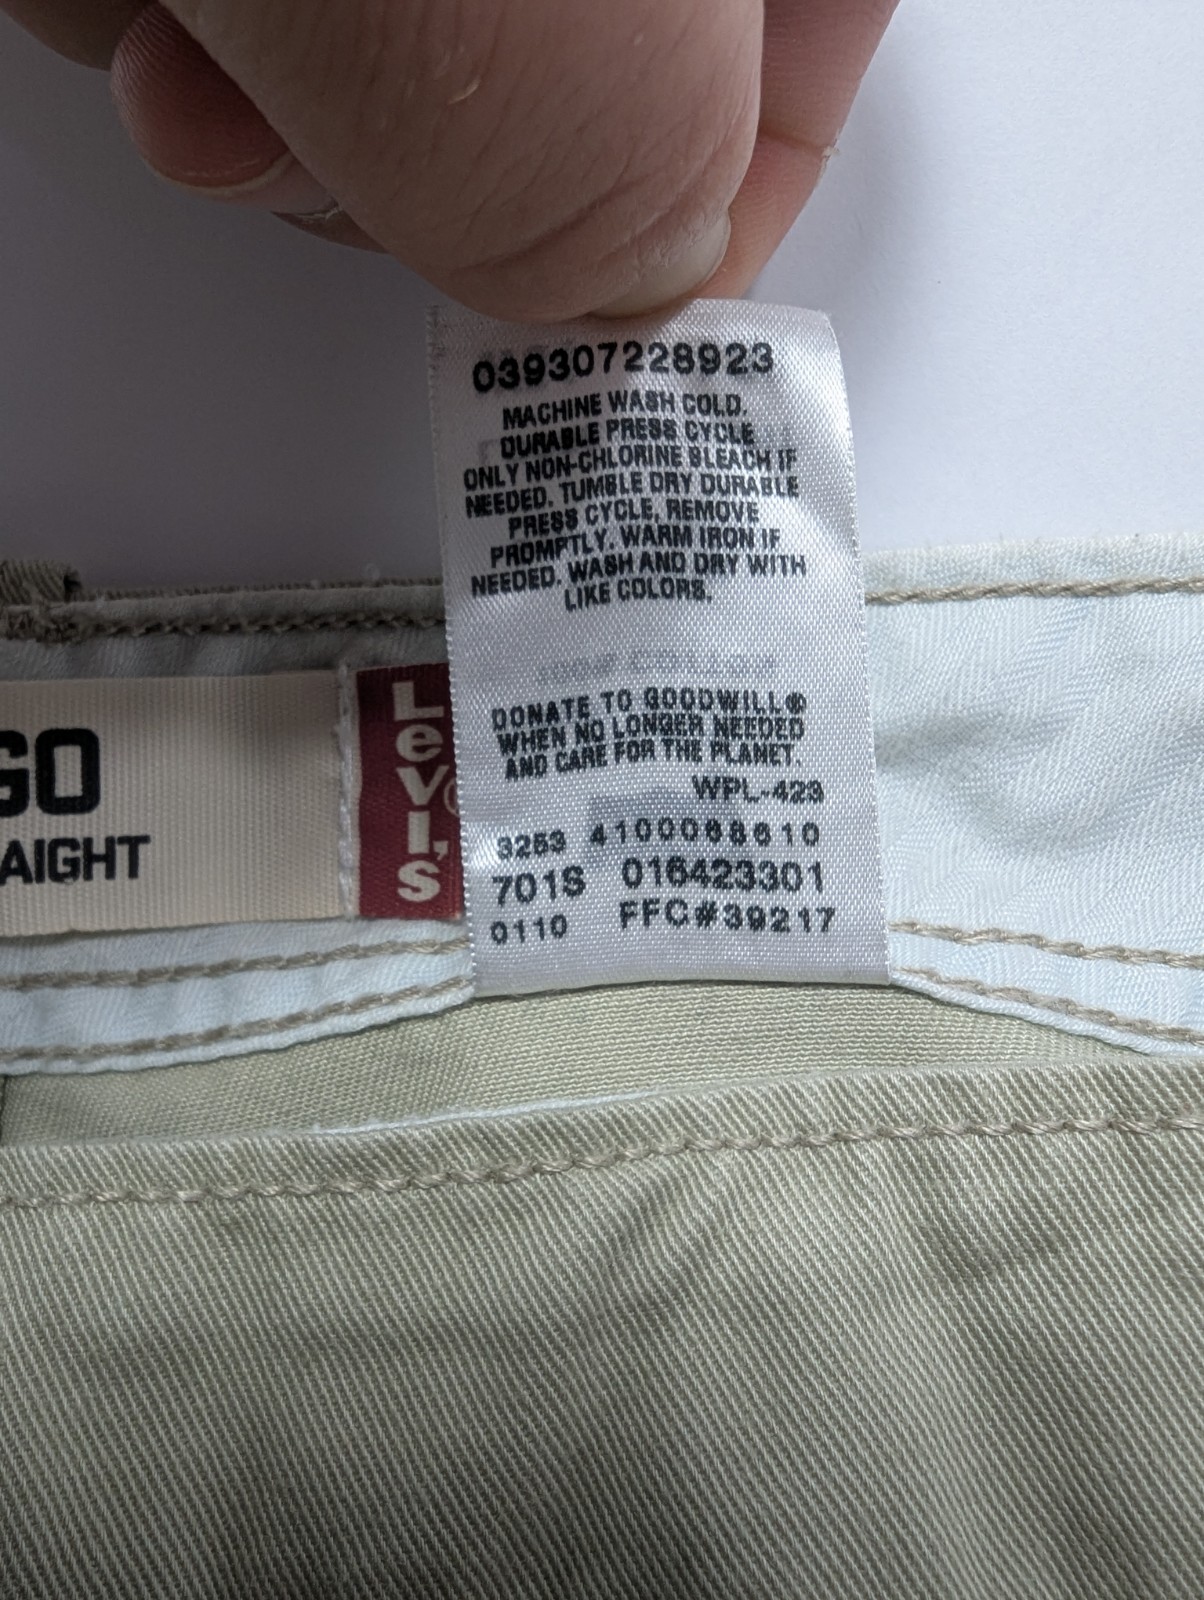 039307228923
MACHINE WASH COLD.
DURABLE PRESS CYCLE
ONLY NON-CHLORINE BLEACH IF
NEEDED. TUMBLE DRY DURABLE
PRESS CYCLE. REMOVE
PROMPTLY. WARM IRON IF
NEEDED. WASH AND DRY WITH
LIKE COLORS.
DONATE TO GOODWILL®
WHEN NO LONGER NEEDED
AND CARE FOR THE PLANET.
WPL-423
3253 4100068610
701S 016423301
0110 FFC#39217
GO
AIGHT
Levi's